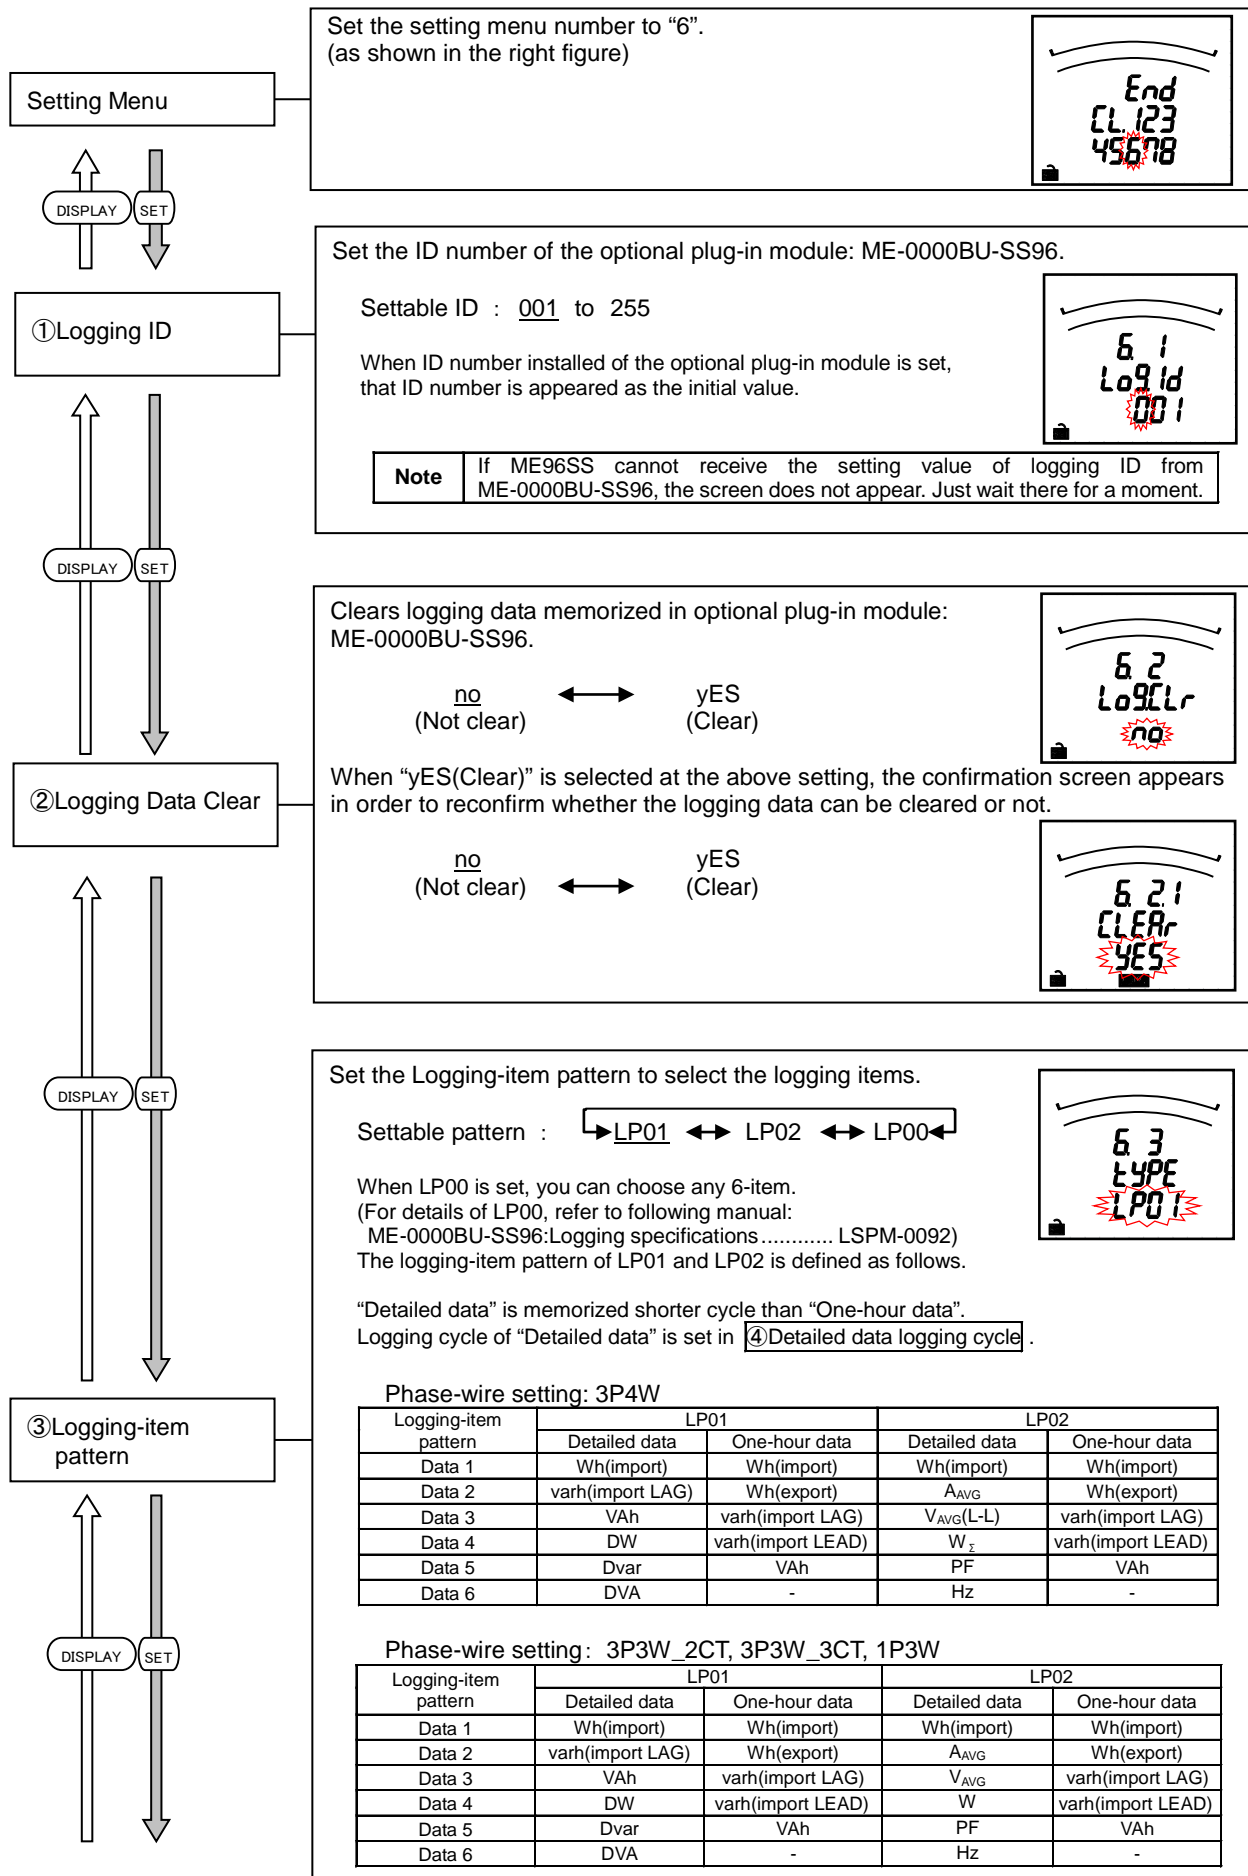 Set the setting menu number to “6”.
(as shown in the right figure)
Setting Menu
End
CL.123
45678
DISPLAY SET
Set the ID number of the optional plug-in module: ME-0000BU-SS96.
Settable ID : 001 to 255
①Logging ID
When ID number installed of the optional plug-in module is set,
that ID number is appeared as the initial value.
6. 1
Log.Id
001
Note If ME96SS cannot receive the setting value of logging ID from
ME-0000BU-SS96, the screen does not appear. Just wait there for a moment.
DISPLAY SET
Clears logging data memorized in optional plug-in module:
ME-0000BU-SS96.
no ↔ yES
(Not clear) (Clear)
6. 2
Log.CLr
no
When “yES(Clear)” is selected at the above setting, the confirmation screen appears
in order to reconfirm whether the logging data can be cleared or not.
②Logging Data Clear
no yES
(Not clear) ↔ (Clear)
6. 2.1
CLEAr
yES
DISPLAY SET
Set the Logging-item pattern to select the logging items.
Settable pattern : LP01 ↔ LP02 ↔ LP00
6. 3
tyPE
LP01
When LP00 is set, you can choose any 6-item.
(For details of LP00, refer to following manual:
ME-0000BU-SS96:Logging specifications............ LSPM-0092)
The logging-item pattern of LP01 and LP02 is defined as follows.
“Detailed data” is memorized shorter cycle than “One-hour data”.
Logging cycle of “Detailed data” is set in ④Detailed data logging cycle .
③Logging-item
pattern
Phase-wire setting: 3P4W
Logging-item LP01 LP02
pattern Detailed data One-hour data Detailed data One-hour data
Data 1 Wh(import) Wh(import) Wh(import) Wh(import)
Data 2 varh(import LAG) Wh(export) AAVG Wh(export)
Data 3 VAh varh(import LAG) VAVG(L-L) varh(import LAG)
Data 4 DW varh(import LEAD) WΣ varh(import LEAD)
Data 5 Dvar VAh PF VAh
Data 6 DVA - Hz -
DISPLAY SET
Phase-wire setting: 3P3W_2CT, 3P3W_3CT, 1P3W
Logging-item LP01 LP02
pattern Detailed data One-hour data Detailed data One-hour data
Data 1 Wh(import) Wh(import) Wh(import) Wh(import)
Data 2 varh(import LAG) Wh(export) AAVG Wh(export)
Data 3 VAh varh(import LAG) VAVG varh(import LAG)
Data 4 DW varh(import LEAD) W varh(import LEAD)
Data 5 Dvar VAh PF VAh
Data 6 DVA - Hz -